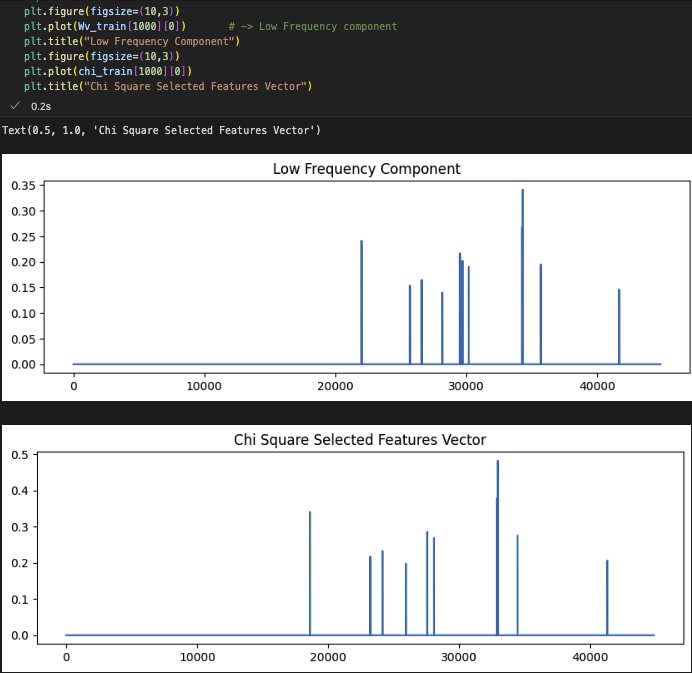 plt.figure(figsize=(10,3))
plt.plot(Wv_train[1000][0]) # -> Low Frequency component
plt.title("Low Frequency Component")
plt.figure(figsize=(10,3))
plt.plot(chi_train[1000][0])
plt.title("Chi Square Selected Features Vector")
✓ 0.2s
Text(0.5, 1.0, 'Chi Square Selected Features Vector')
Low Frequency Component
0.35
0.30
0.25
0.20
0.15
0.10
0.05
0.00
0 10000 20000 30000 40000
Chi Square Selected Features Vector
0.5
0.4
0.3
0.2
0.1
0.0
0 10000 20000 30000 40000